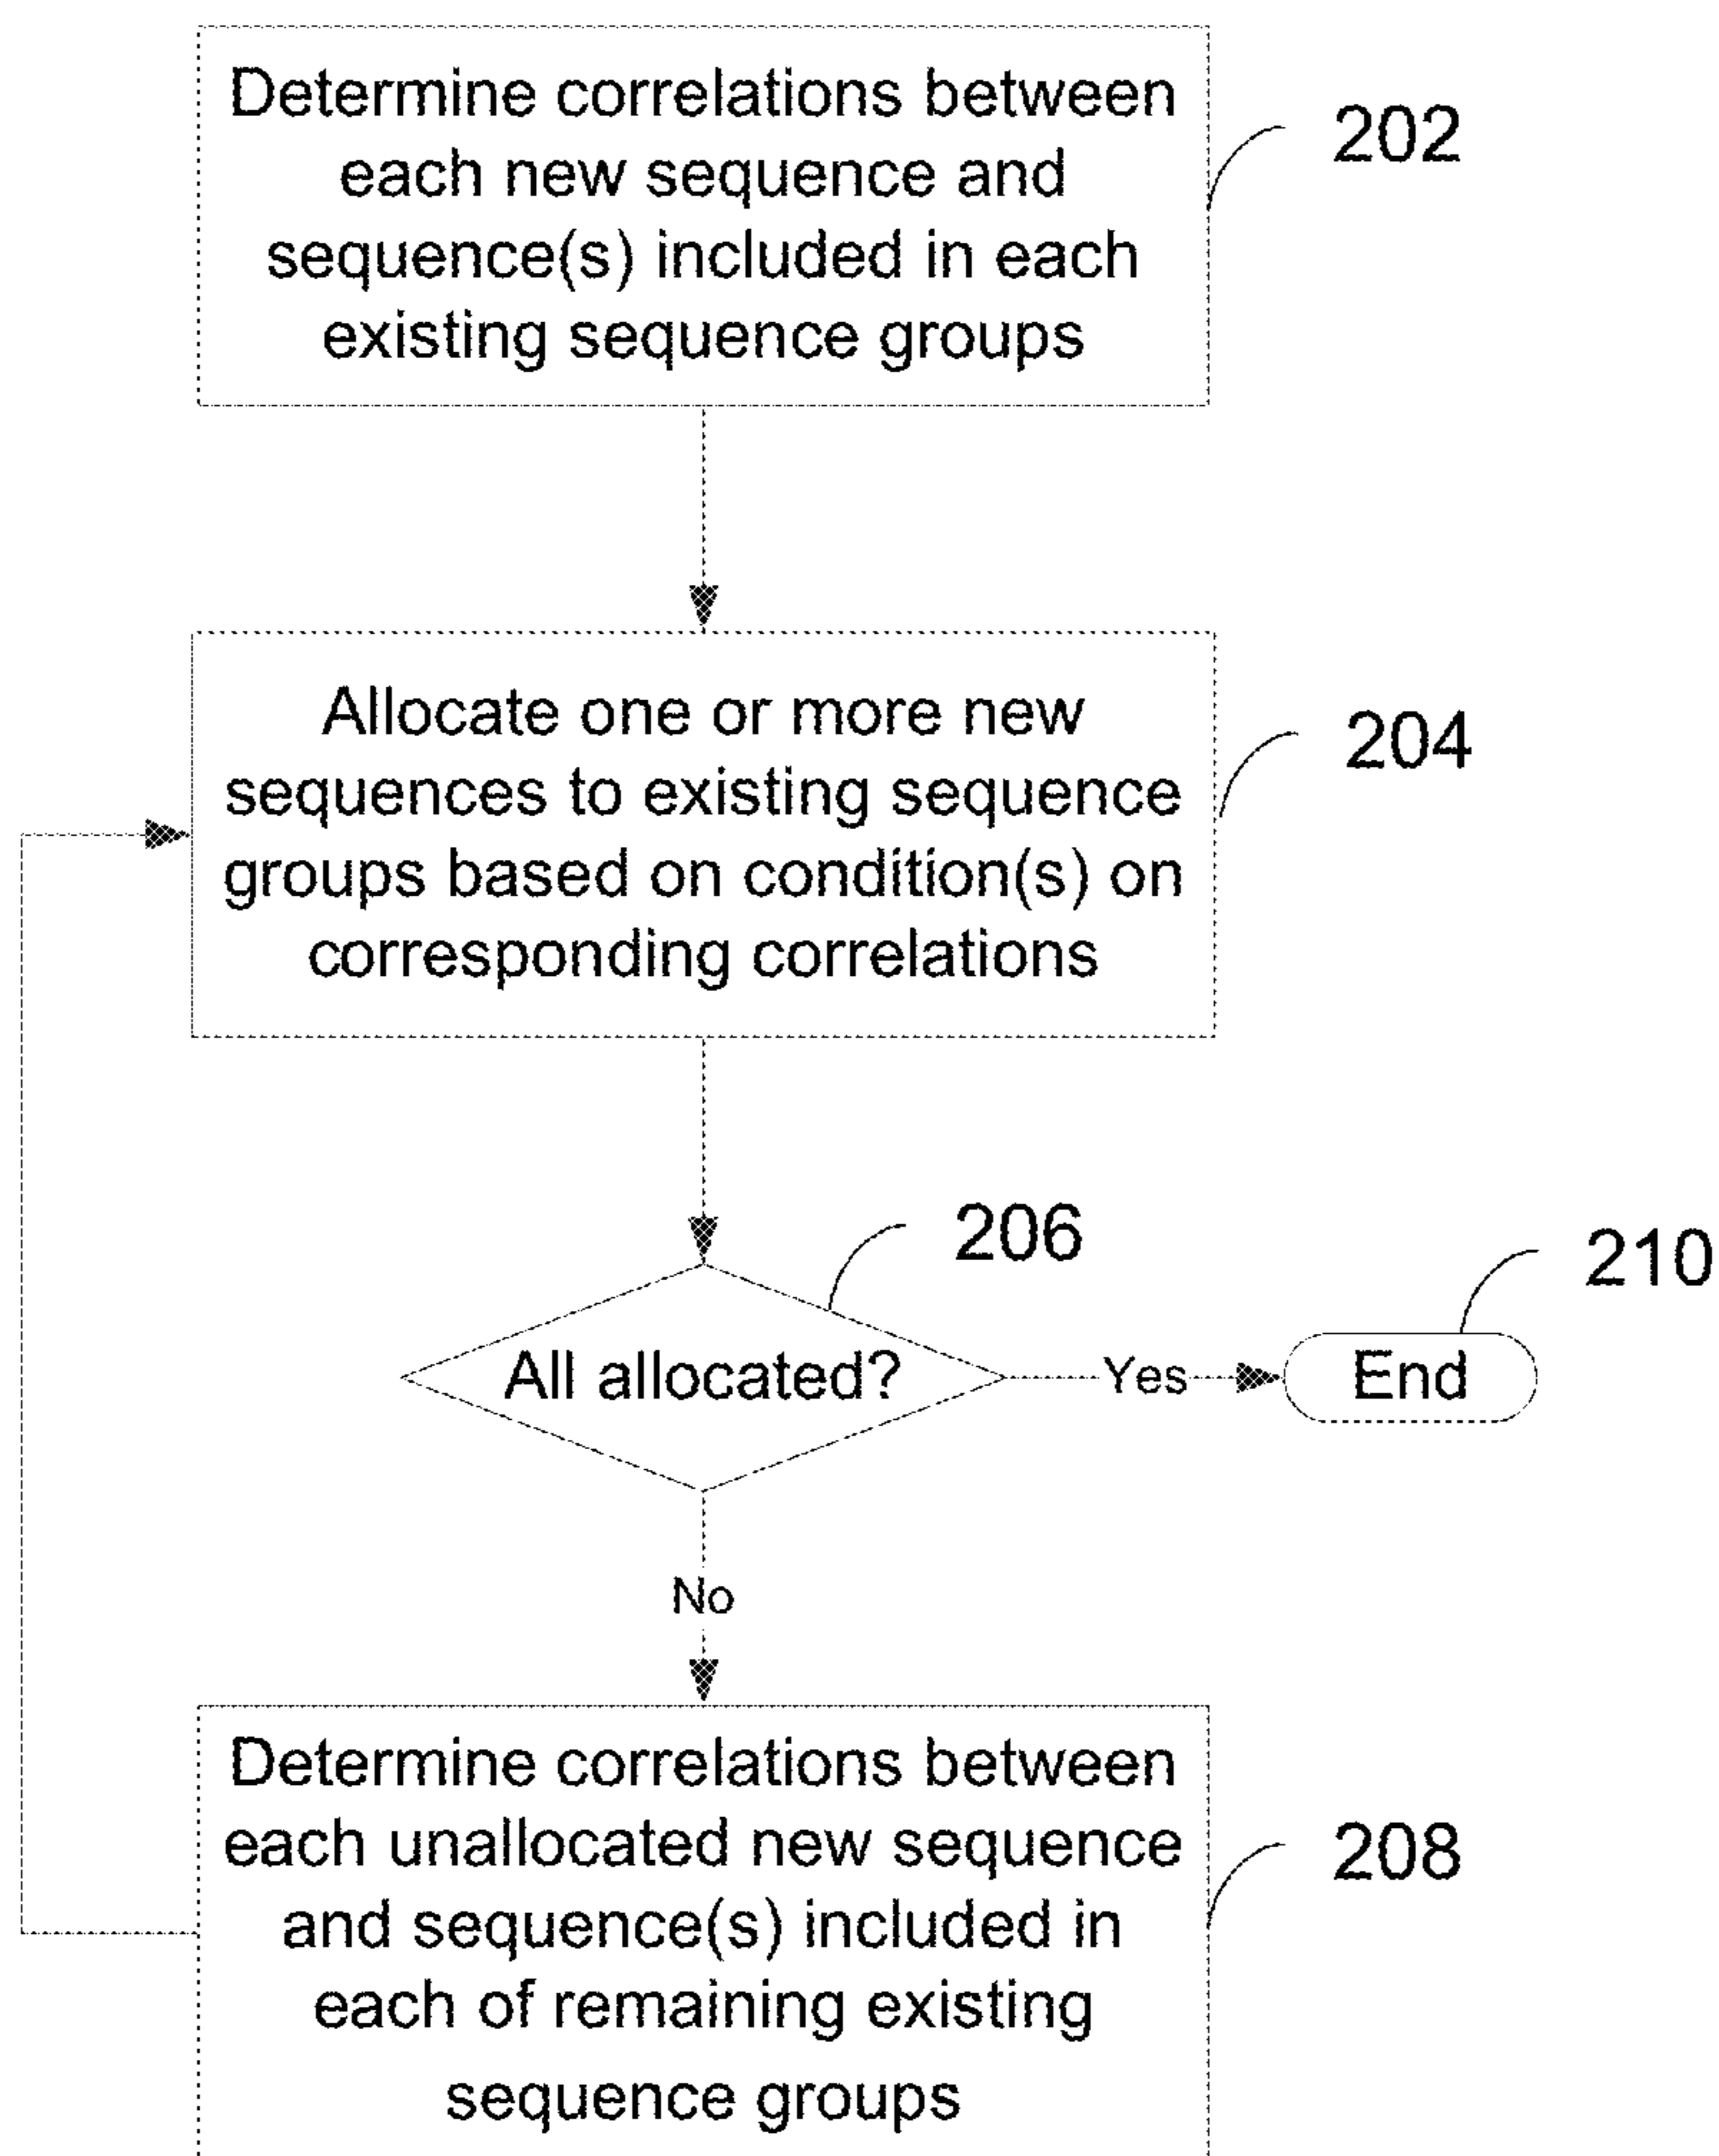 Determine correlations between
each new sequence and
sequence(s) included in each
existing sequence groups
202
Allocate one or more new
sequences to existing sequence
groups based on condition(s) on
corresponding correlations
204
206
All allocated?
Yes
210
End
No
Determine correlations between
each unallocated new sequence
and sequence(s) included in
each of remaining existing
sequence groups
208